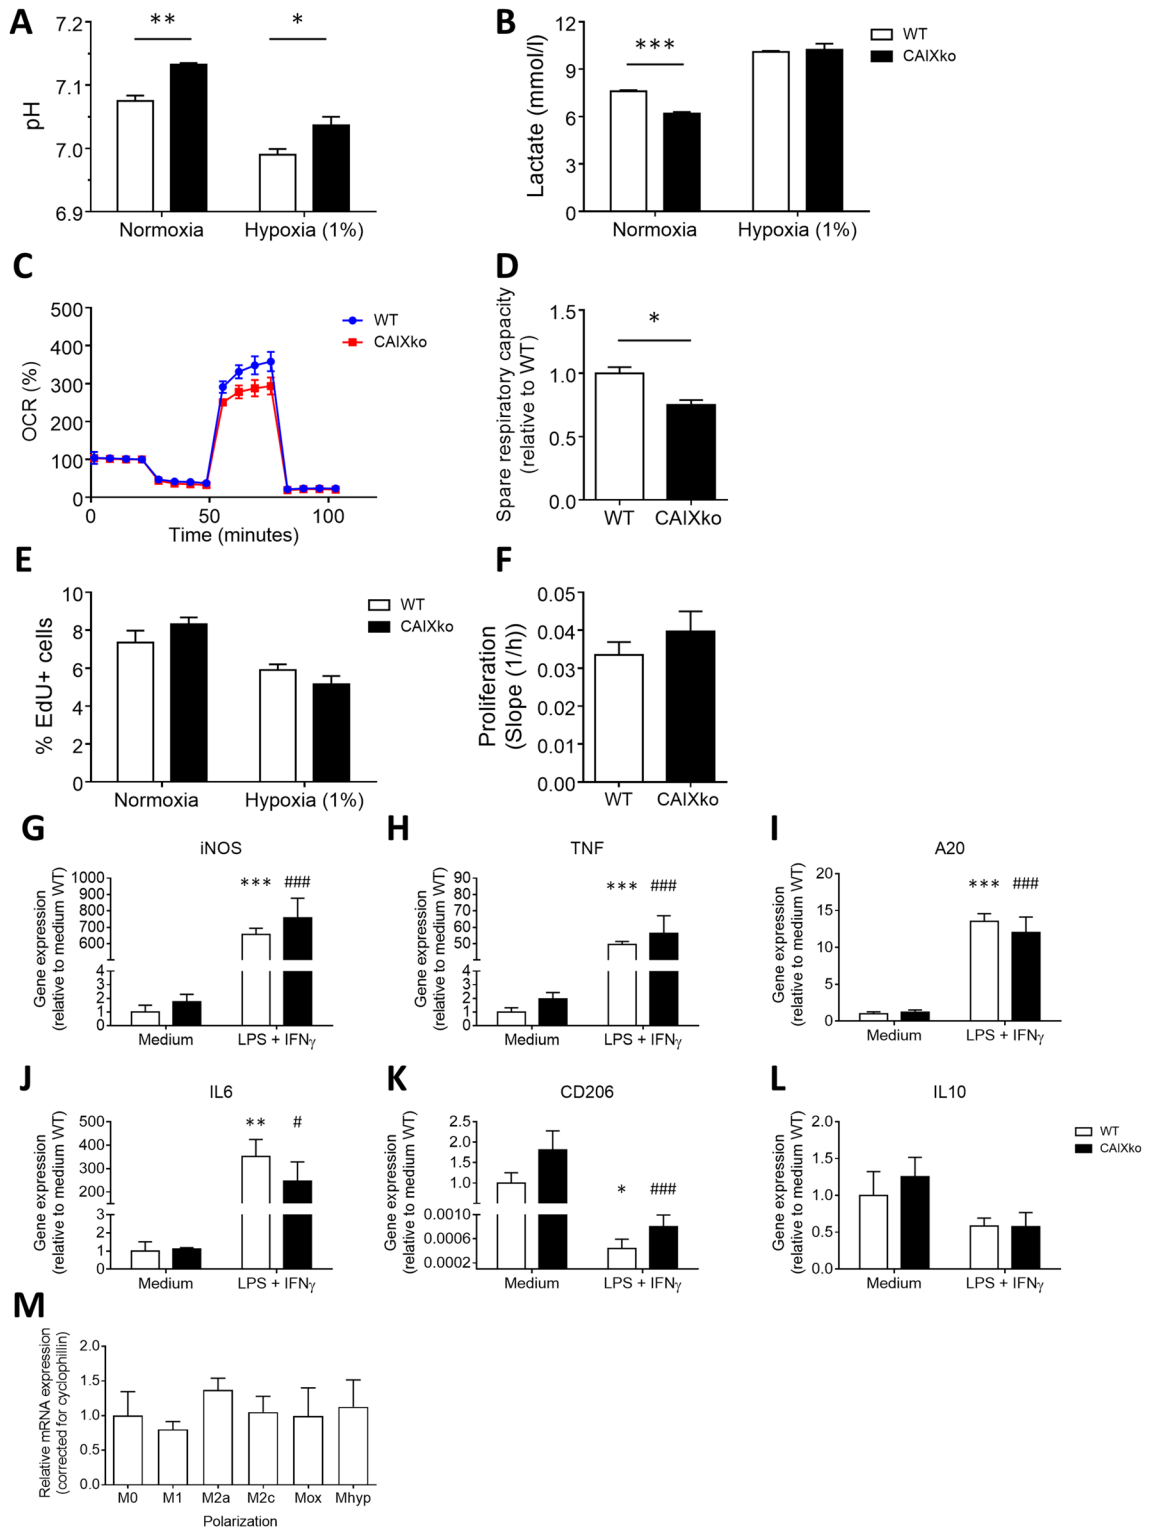 A
pH
7.2
7.1
7.0
6.9
**
*
Normoxia
Hypoxia (1%)
B
Lactate (mmol/l)
12
9
6
3
0
***
Normoxia
Hypoxia (1%)
WT
CAIXko
C
OCR (%)
500
400
300
200
100
0
0
50
100
Time (minutes)
WT
CAIXko
D
Spare respiratory capacity
(relative to WT)
1.5
1.0
0.5
0.0
*
WT
CAIXko
E
% EdU+ cells
10
8
6
4
2
0
Normoxia
Hypoxia (1%)
WT
CAIXko
F
Proliferation
(Slope (1/h))
0.05
0.04
0.03
0.02
0.01
0.00
WT
CAIXko
G
iNOS
Gene expression
(relative to medium WT)
1000
900
800
700
600
4
3
2
1
0
***
###
Medium
LPS + IFNγ
H
TNF
Gene expression
(relative to medium WT)
90
80
70
60
50
4
3
2
1
0
***
###
Medium
LPS + IFNγ
I
A20
Gene expression
(relative to medium WT)
20
15
10
5
0
***
###
Medium
LPS + IFNγ
J
IL6
Gene expression
(relative to medium WT)
500
400
300
200
3
2
1
0
**
#
Medium
LPS + IFNγ
K
CD206
Gene expression
(relative to medium WT)
2.5
2.0
1.5
1.0
0.0010
0.0006
0.0002
*
###
Medium
LPS + IFNγ
L
IL10
Gene expression
(relative to medium WT)
2.0
1.5
1.0
0.5
0.0
Medium
LPS + IFNγ
WT
CAIXko
M
Relative mRNA expression
(corrected for cyclophillin)
2.0
1.5
1.0
0.5
0.0
M0
M1
M2a
M2c
Mox
Mhyp
Polarization